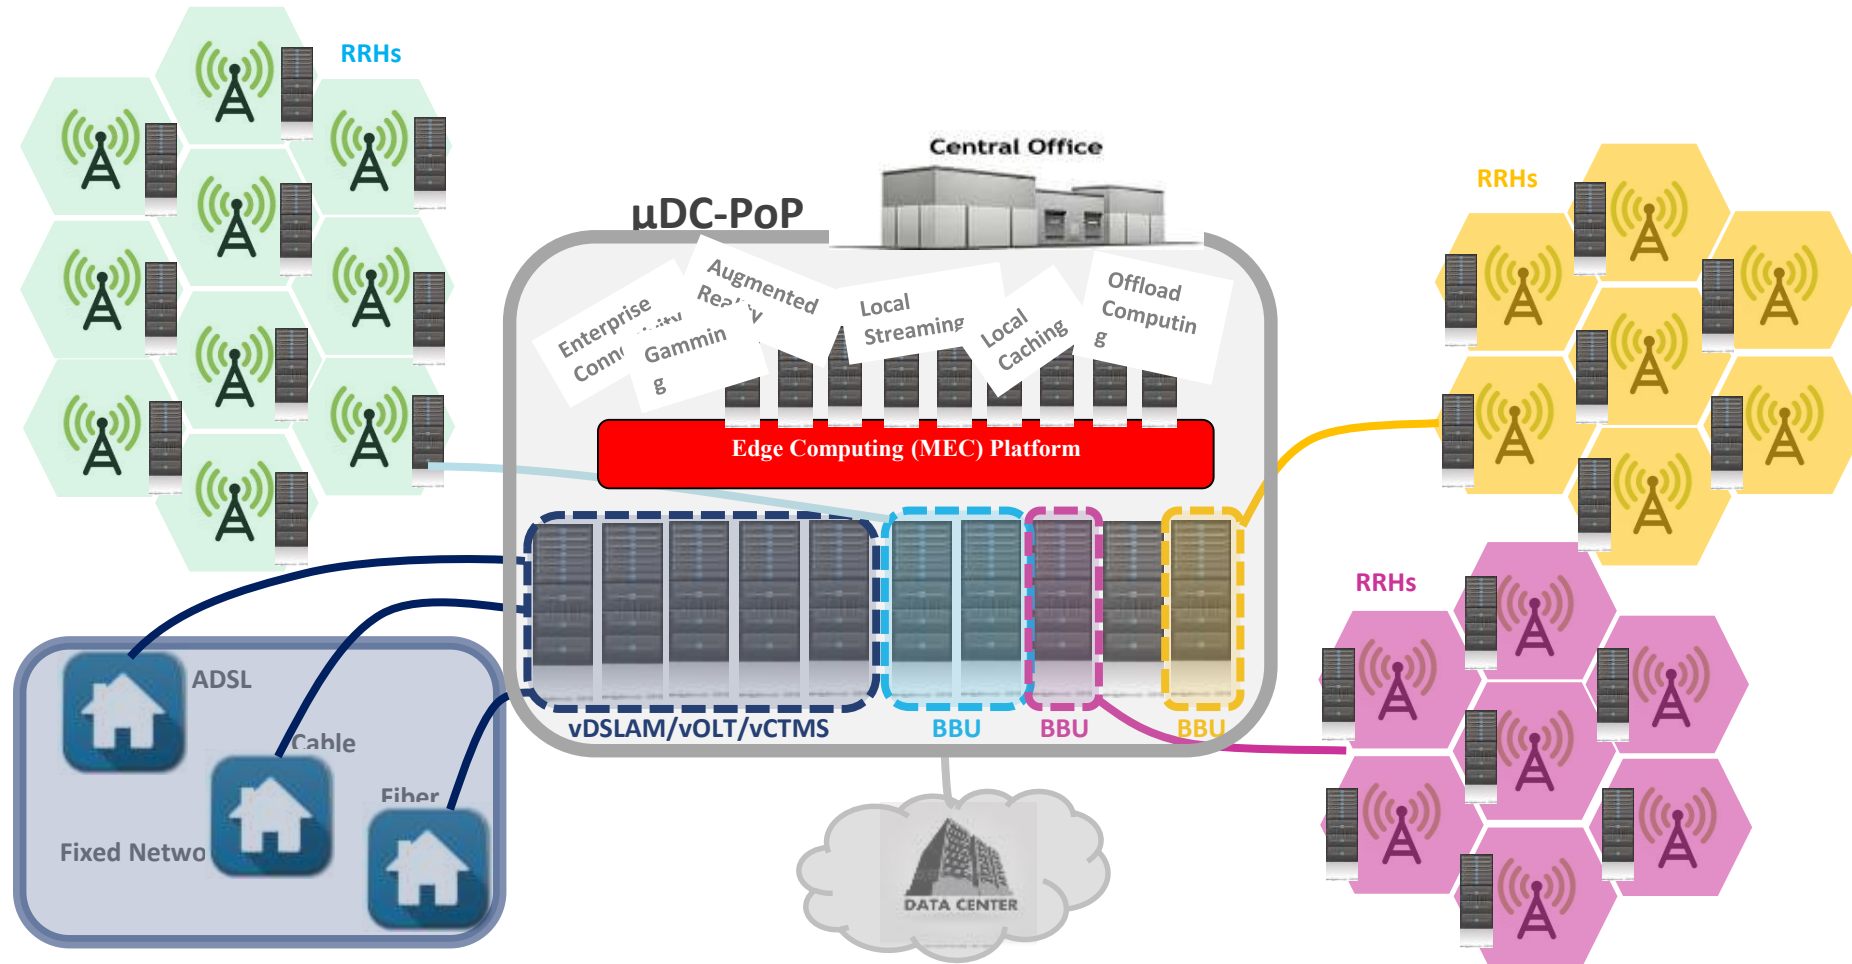 RRHs
Central Office
RRHs
µDC-PoP
Enterprise
Augmented
Reality
Gammin
g
Local
Streaming
Local
Caching
Offload
Computin
g
Edge Computing (MEC) Platform
RRHs
ADSL
Cable
Fiber
Fixed Netwo
vDSLAM/vOLT/vCTMS
BBU
BBU
BBU
DATA CENTER